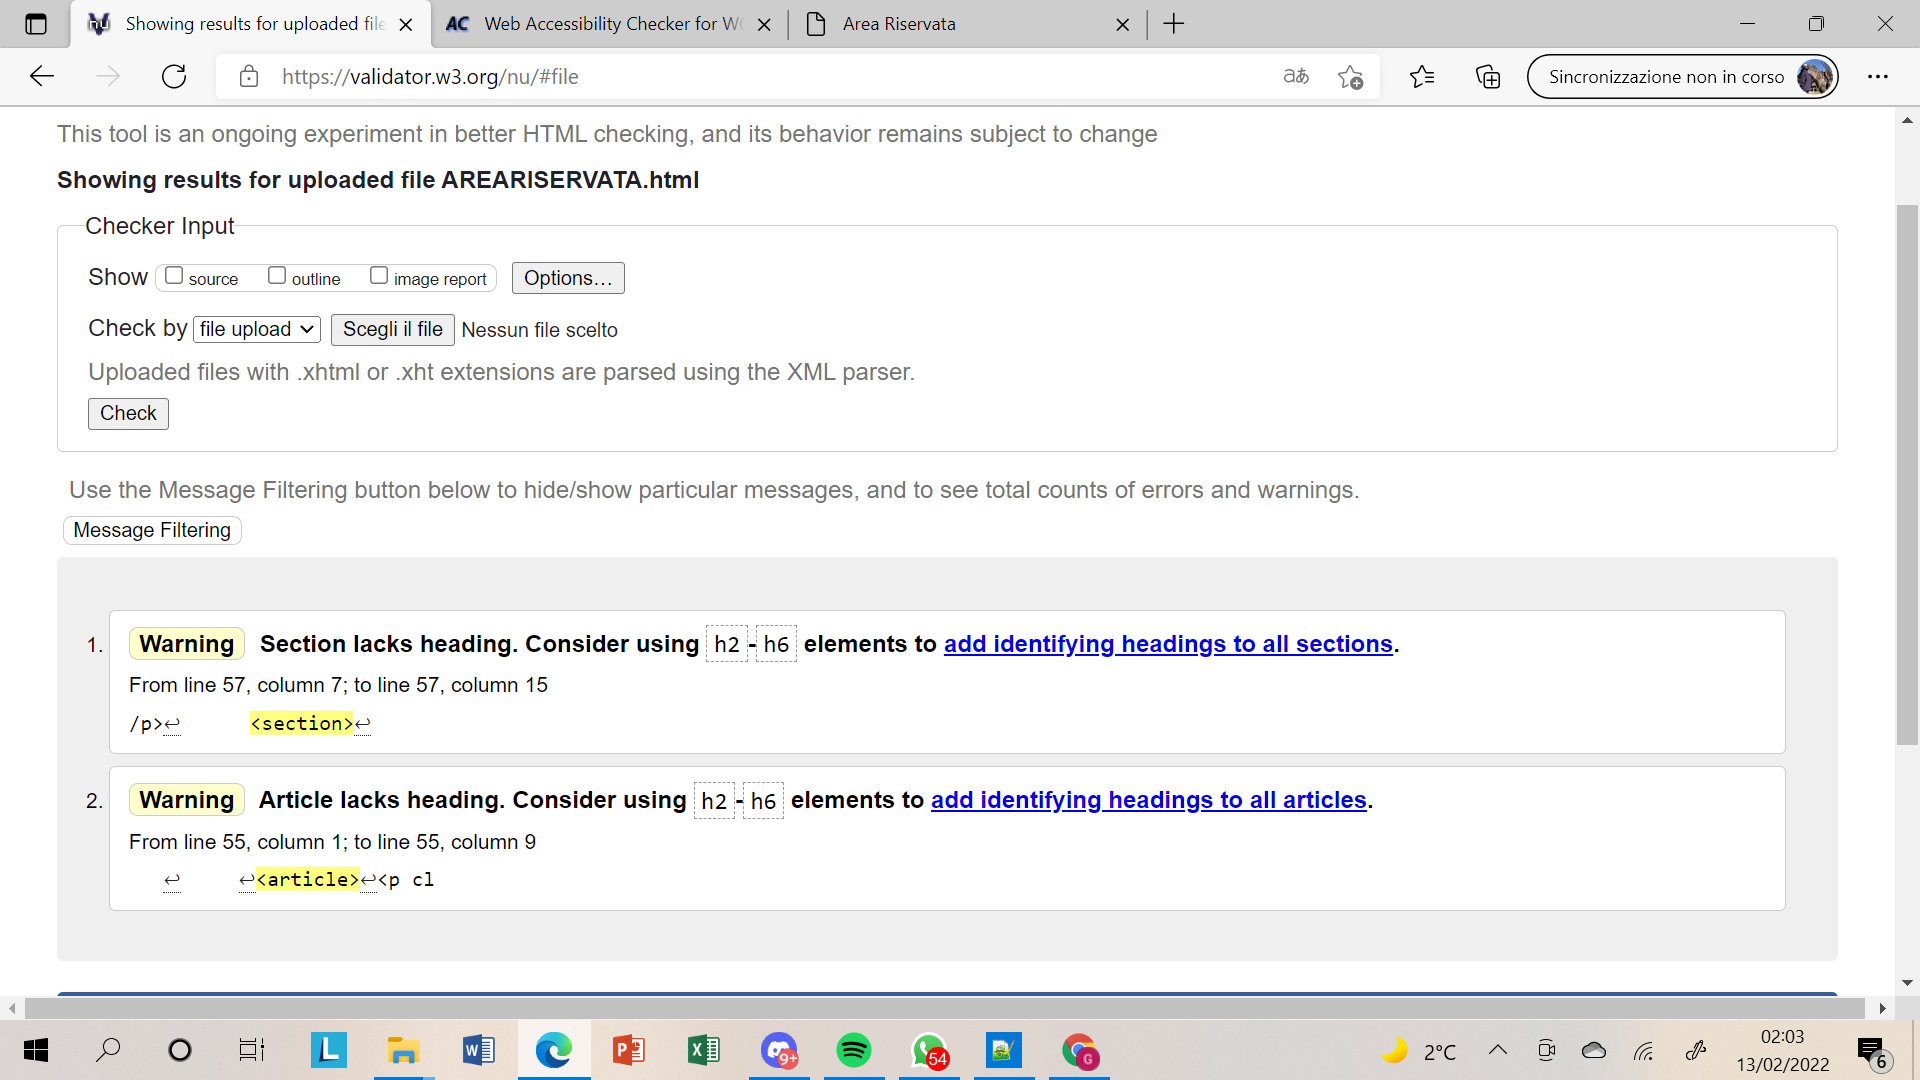 Showing results for uploaded file
AC Web Accessibility Checker for WC
Area Riservata
https://validator.w3.org/nu/#file
aあ
Sincronizzazione non in corso
This tool is an ongoing experiment in better HTML checking, and its behavior remains subject to change
Showing results for uploaded file AREARISERVATA.html
Checker Input
Show source outline image report Options...
Check by file upload Scegli il file Nessun file scelto
Uploaded files with .xhtml or .xht extensions are parsed using the XML parser.
Check
Use the Message Filtering button below to hide/show particular messages, and to see total counts of errors and warnings.
Message Filtering
1. Warning Section lacks heading. Consider using h2-h6 elements to add identifying headings to all sections.
From line 57, column 7; to line 57, column 15
/p>↩ <section>↩
2. Warning Article lacks heading. Consider using h2-h6 elements to add identifying headings to all articles.
From line 55, column 1; to line 55, column 9
↩ ↩<article>↩<p cl
L
W
P
X
9+
54
G
2°C
02:03
13/02/2022
6